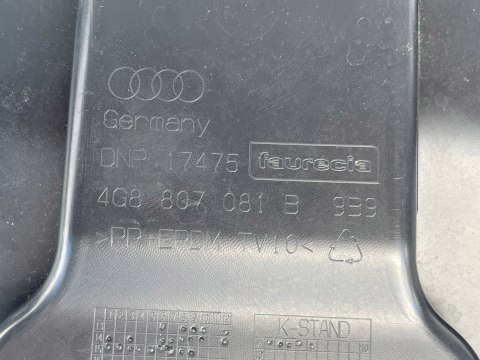 Germany
DNP 17475 faurecia
4G8 807 081 B 9B9
>PP+EPDM TV10<
K-STAND